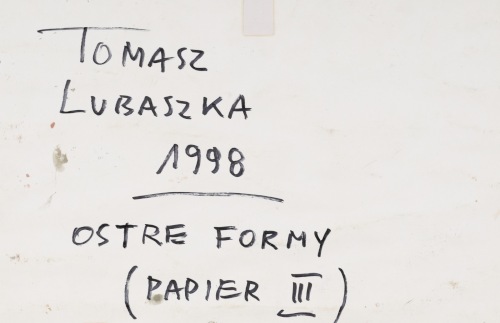 TOMASZ
LUBASZKA
1998
OSTRE FORMY
(PAPIER III)